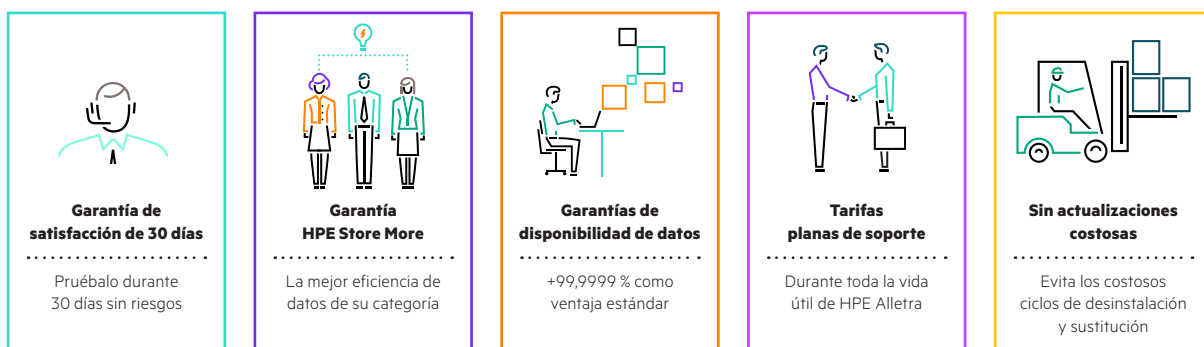 Garantía de
satisfacción de 30 días
Pruébalo durante
30 días sin riesgos
Garantía
HPE Store More
La mejor eficiencia de
datos de su categoría
Garantías de
disponibilidad de datos
+99,9999 % como
ventaja estándar
Tarifas
planas de soporte
Durante toda la vida
útil de HPE Alletra
Sin actualizaciones
costosas
Evita los costosos
ciclos de desinstalación
y sustitución